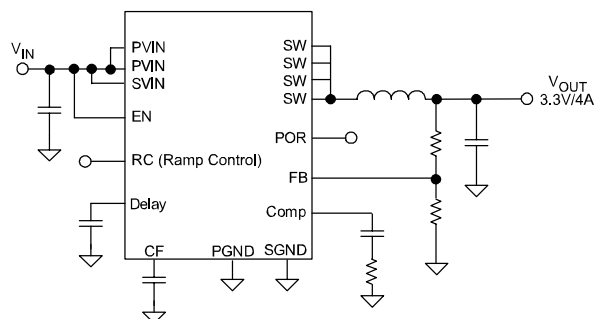 VIN
PVIN
PVIN
SVIN
EN
RC (Ramp Control)
Delay
CF
PGND
SGND
SW
SW
SW
SW
POR
FB
Comp
VOUT
3.3V/4A